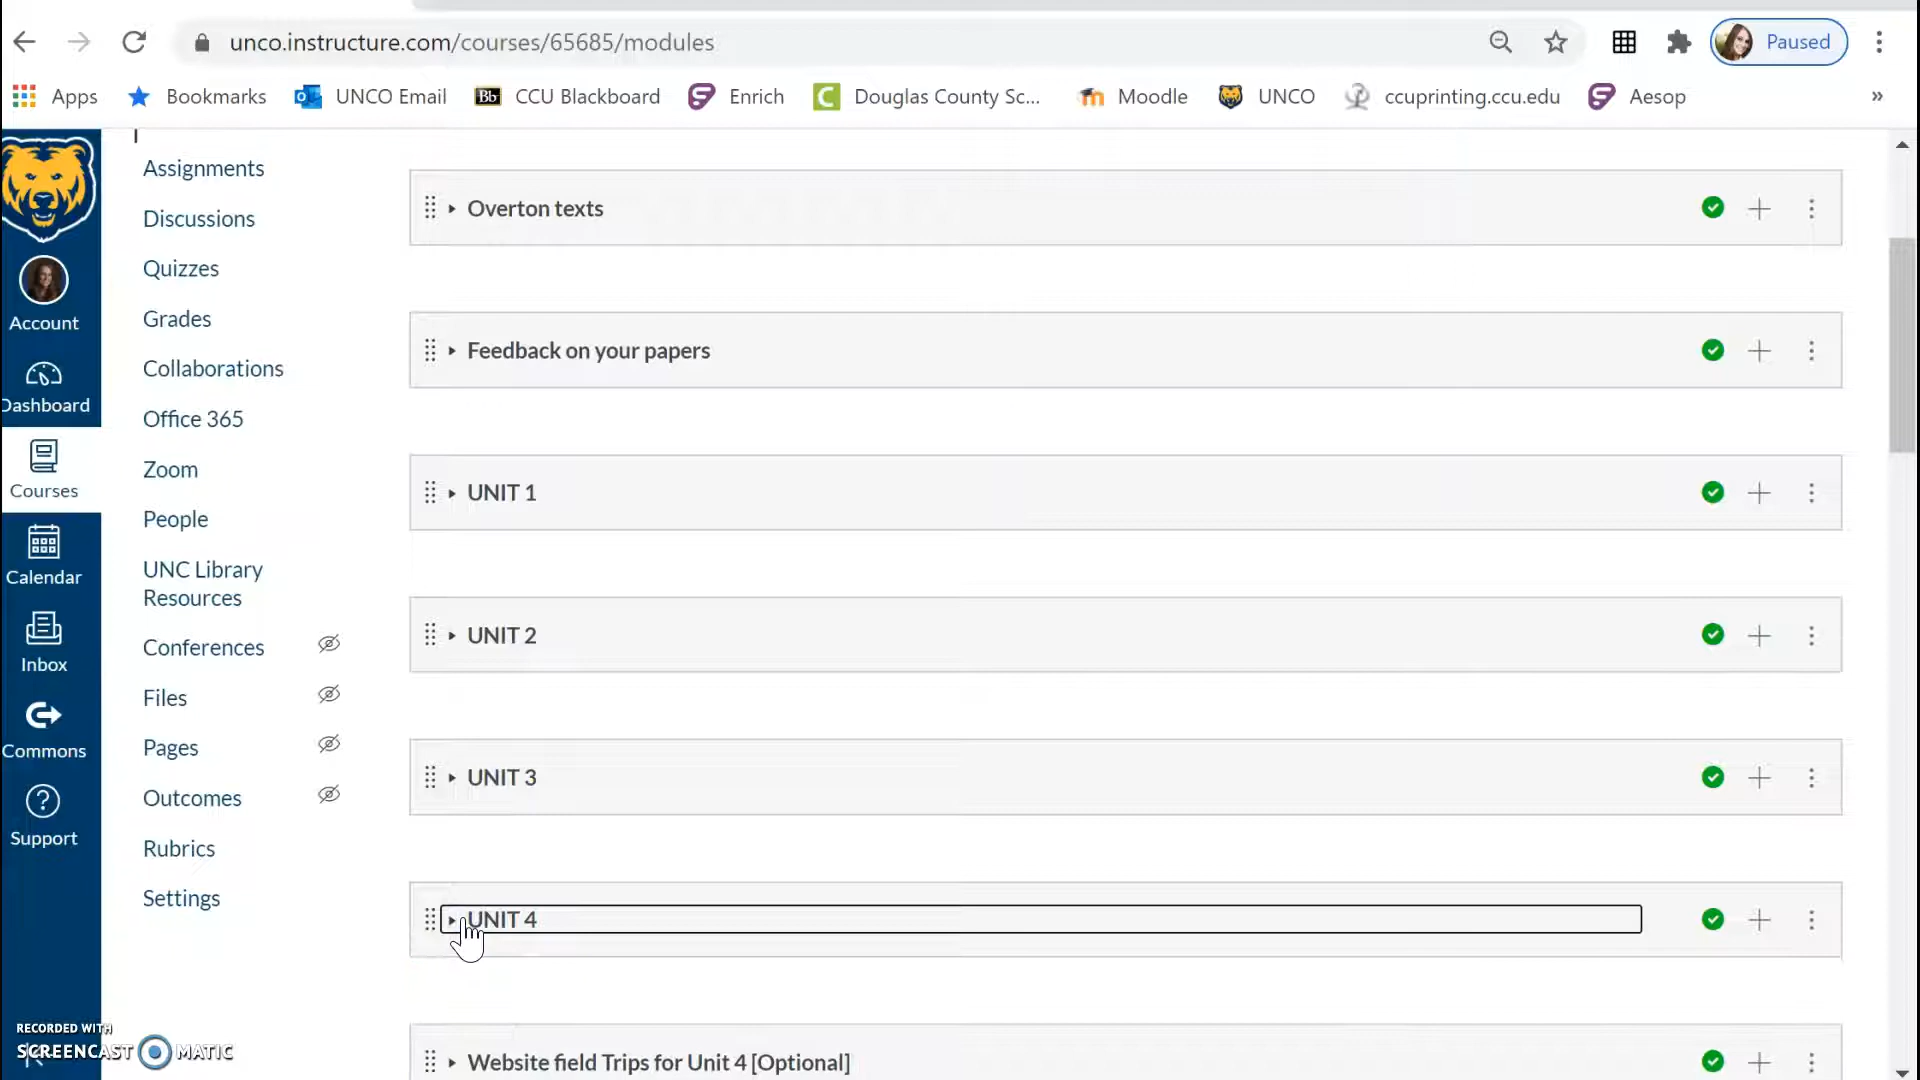 unco.instructure.com/courses/65685/modules
Paused
Apps
Bookmarks
UNCO Email
Bb
CCU Blackboard
Enrich
Douglas County Sc...
Moodle
UNCO
ccuprinting.ccu.edu
Aesop
»
Account
Dashboard
Courses
Calendar
Inbox
Commons
Support
Assignments
Discussions
Quizzes
Grades
Collaborations
Office 365
Zoom
People
UNC Library
Resources
Conferences
Files
Pages
Outcomes
Rubrics
Settings
Overton texts
Feedback on your papers
UNIT 1
UNIT 2
UNIT 3
UNIT 4
Website field Trips for Unit 4 [Optional]
RECORDED WITH
SCREENCAST MATIC